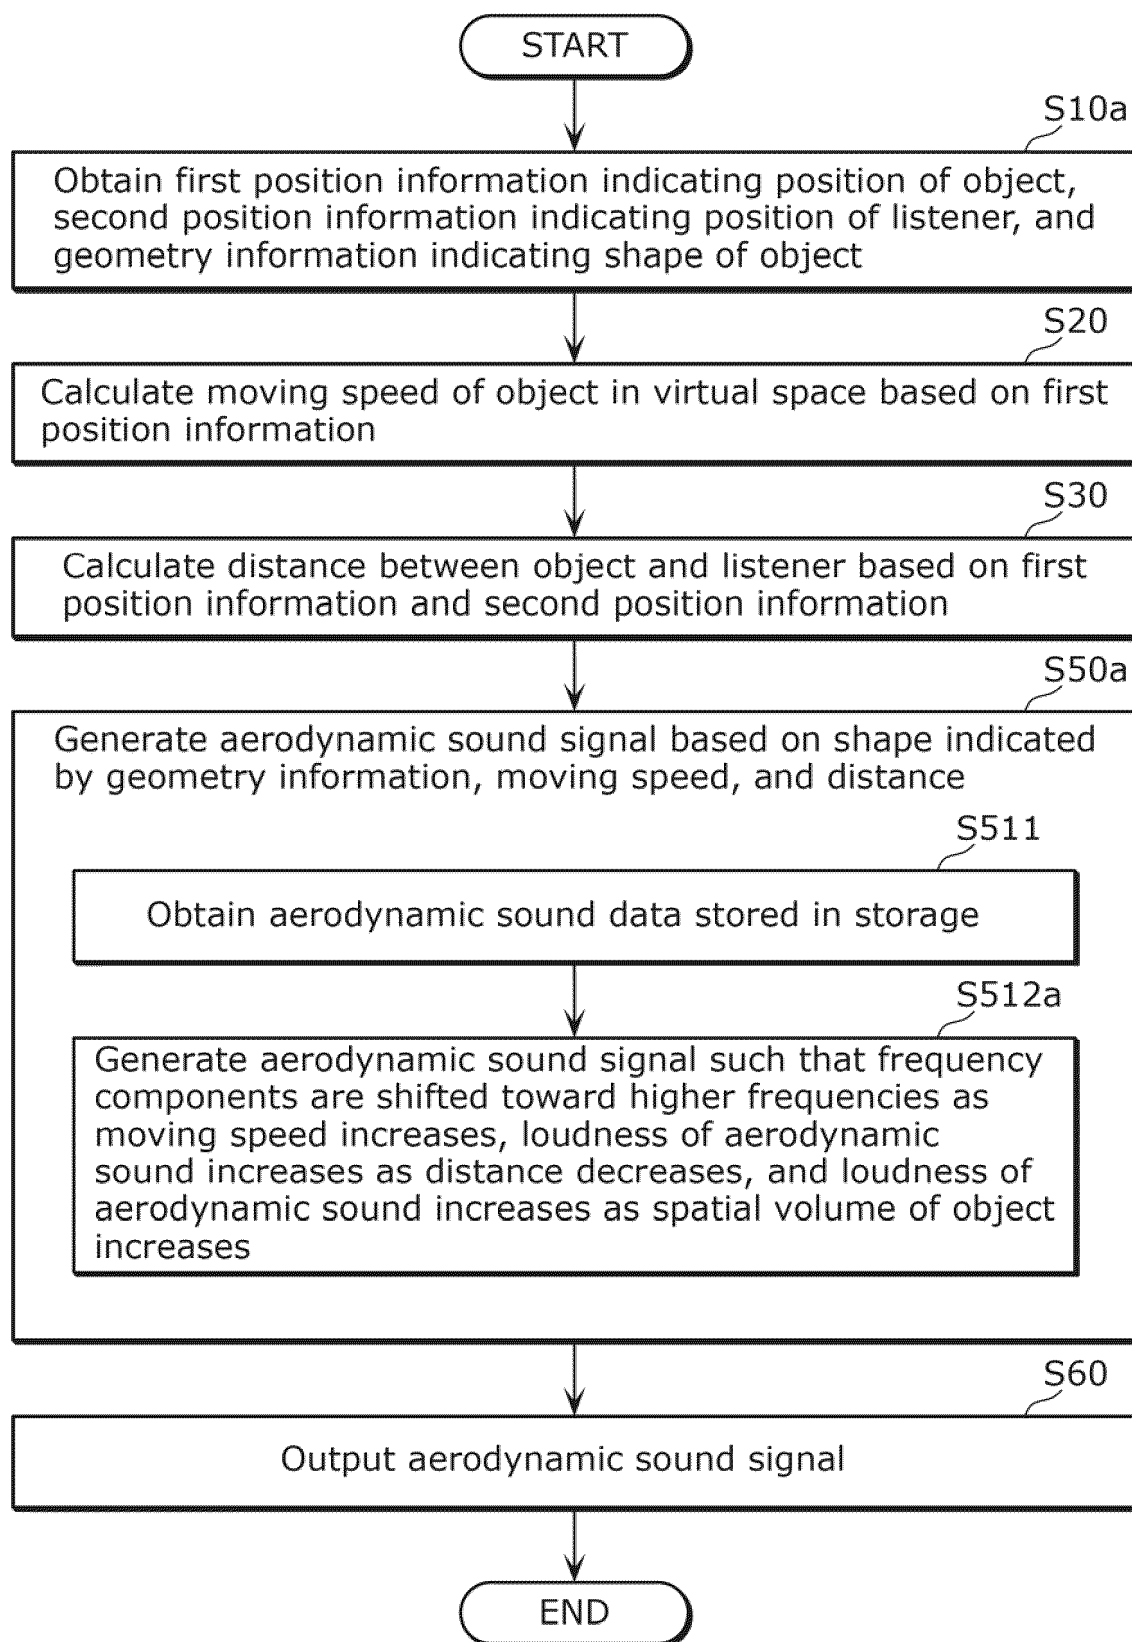 START
S10a
Obtain first position information indicating position of object,
second position information indicating position of listener, and
geometry information indicating shape of object
S20
Calculate moving speed of object in virtual space based on first
position information
S30
Calculate distance between object and listener based on first
position information and second position information
S50a
Generate aerodynamic sound signal based on shape indicated
by geometry information, moving speed, and distance
S511
Obtain aerodynamic sound data stored in storage
S512a
Generate aerodynamic sound signal such that frequency
components are shifted toward higher frequencies as
moving speed increases, loudness of aerodynamic
sound increases as distance decreases, and loudness of
aerodynamic sound increases as spatial volume of object
increases
S60
Output aerodynamic sound signal
END